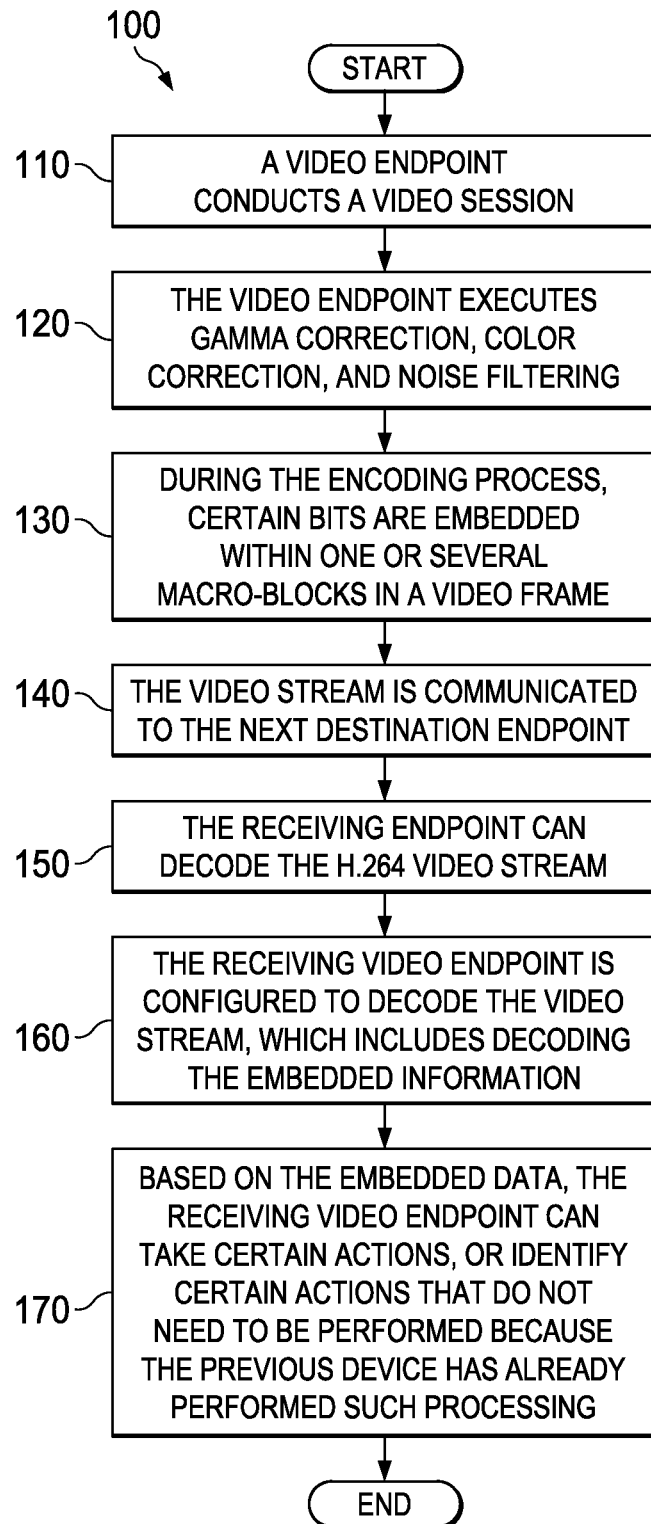 100
START
110
A VIDEO ENDPOINT
CONDUCTS A VIDEO SESSION
120
THE VIDEO ENDPOINT EXECUTES
GAMMA CORRECTION, COLOR
CORRECTION, AND NOISE FILTERING
130
DURING THE ENCODING PROCESS,
CERTAIN BITS ARE EMBEDDED
WITHIN ONE OR SEVERAL
MACRO-BLOCKS IN A VIDEO FRAME
140
THE VIDEO STREAM IS COMMUNICATED
TO THE NEXT DESTINATION ENDPOINT
150
THE RECEIVING ENDPOINT CAN
DECODE THE H.264 VIDEO STREAM
160
THE RECEIVING VIDEO ENDPOINT IS
CONFIGURED TO DECODE THE VIDEO
STREAM, WHICH INCLUDES DECODING
THE EMBEDDED INFORMATION
170
BASED ON THE EMBEDDED DATA, THE
RECEIVING VIDEO ENDPOINT CAN
TAKE CERTAIN ACTIONS, OR IDENTIFY
CERTAIN ACTIONS THAT DO NOT
NEED TO BE PERFORMED BECAUSE
THE PREVIOUS DEVICE HAS ALREADY
PERFORMED SUCH PROCESSING
END